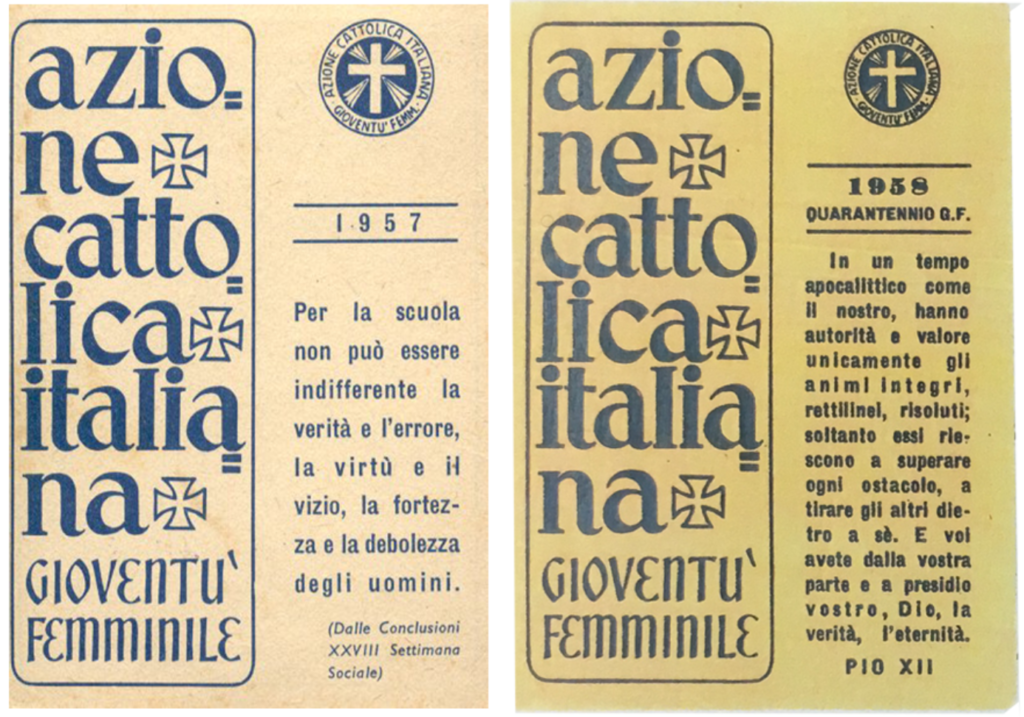 azio=
ne
catto=
lica
italia=
na
GIOVENTU'
FEMMINILE
AZIONE CATTOLICA ITALIANA
· GIOVENTU' FEMM. ·
1957
Per la scuola
non può essere
indifferente la
verità e l'errore,
la virtù e il
vizio, la fortez-
za e la debolezza
degli uomini.
(Dalle Conclusioni
XXVIII Settimana
Sociale)
azio=
ne
catto=
lica
italia=
na
GIOVENTU'
FEMMINILE
AZIONE CATTOLICA ITALIANA
· GIOVENTU' FEMM. ·
1958
QUARANTENNIO G.F.
In un tempo
apocalittico come
il nostro, hanno
autorità e valore
unicamente gli
animi integri,
rettilinei, risoluti;
soltanto essi rie-
scono a superare
ogni ostacolo, a
tirare gli altri die-
tro a sè. E voi
avete dalla vostra
parte e a presidio
vostro, Dio, la
verità, l'eternità.
PIO XII